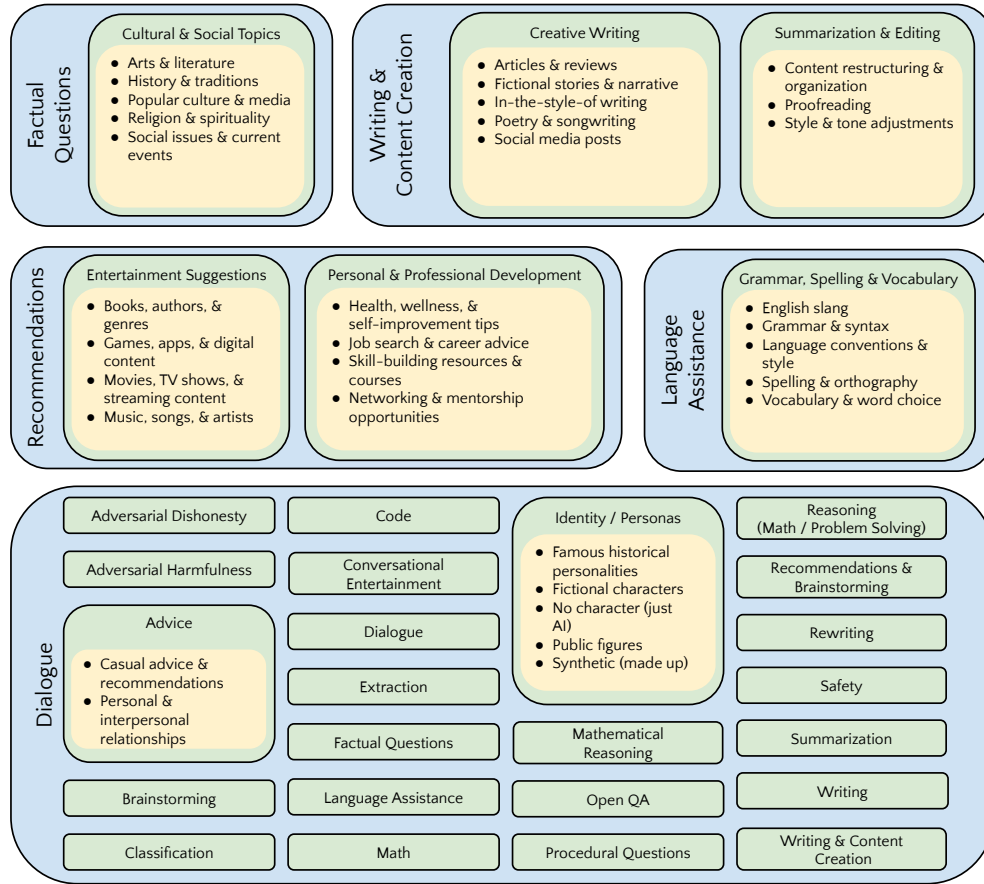 Factual
Questions
Cultural & Social Topics
● Arts & literature
● History & traditions
● Popular culture & media
● Religion & spirituality
● Social issues & current
events
Writing &
Content Creation
Creative Writing
● Articles & reviews
● Fictional stories & narrative
● In-the-style-of writing
● Poetry & songwriting
● Social media posts
Summarization & Editing
● Content restructuring &
organization
● Proofreading
● Style & tone adjustments
Recommendations
Entertainment Suggestions
● Books, authors, &
genres
● Games, apps, & digital
content
● Movies, TV shows, &
streaming content
● Music, songs, & artists
Personal & Professional Development
● Health, wellness, &
self-improvement tips
● Job search & career advice
● Skill-building resources &
courses
● Networking & mentorship
opportunities
Language
Assistance
Grammar, Spelling & Vocabulary
● English slang
● Grammar & syntax
● Language conventions &
style
● Spelling & orthography
● Vocabulary & word choice
Dialogue
Adversarial Dishonesty
Adversarial Harmfulness
Advice
● Casual advice &
recommendations
● Personal &
interpersonal
relationships
Brainstorming
Classification
Code
Conversational
Entertainment
Dialogue
Extraction
Factual Questions
Language Assistance
Math
Identity / Personas
● Famous historical
personalities
● Fictional characters
● No character (just
AI)
● Public figures
● Synthetic (made up)
Mathematical
Reasoning
Open QA
Procedural Questions
Reasoning
(Math / Problem Solving)
Recommendations &
Brainstorming
Rewriting
Safety
Summarization
Writing
Writing & Content
Creation